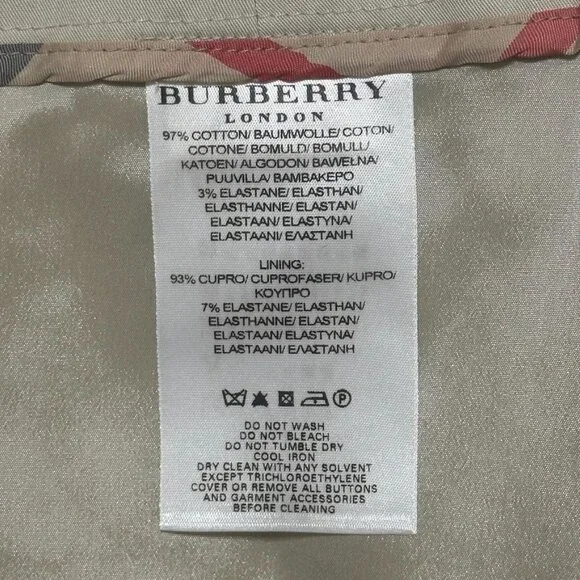 BURBERRY
LONDON
97% COTTON/ BAUMWOLLE/ COTON/
COTONE/ BOMULD/ BOMULL/
KATOEN/ ALGODON/ BAWEŁNA/
PUUVILLA/ ΒΑΜΒΑΚΕΡΟ
3% ELASTANE/ ELASTHAN/
ELASTHANNE/ ELASTAN/
ELASTAAN/ ELASTYNA/
ELASTAANI/ ΕΛΑΣΤΑΝΗ
LINING:
93% CUPRO/ CUPROFASER/ KUPRO/
ΚΟΥΠΡΟ
7% ELASTANE/ ELASTHAN/
ELASTHANNE/ ELASTAN/
ELASTAAN/ ELASTYNA/
ELASTAANI/ ΕΛΑΣΤΑΝΗ
P
DO NOT WASH
DO NOT BLEACH
DO NOT TUMBLE DRY
COOL IRON
DRY CLEAN WITH ANY SOLVENT
EXCEPT TRICHLOROETHYLENE
COVER OR REMOVE ALL BUTTONS
AND GARMENT ACCESSORIES
BEFORE CLEANING